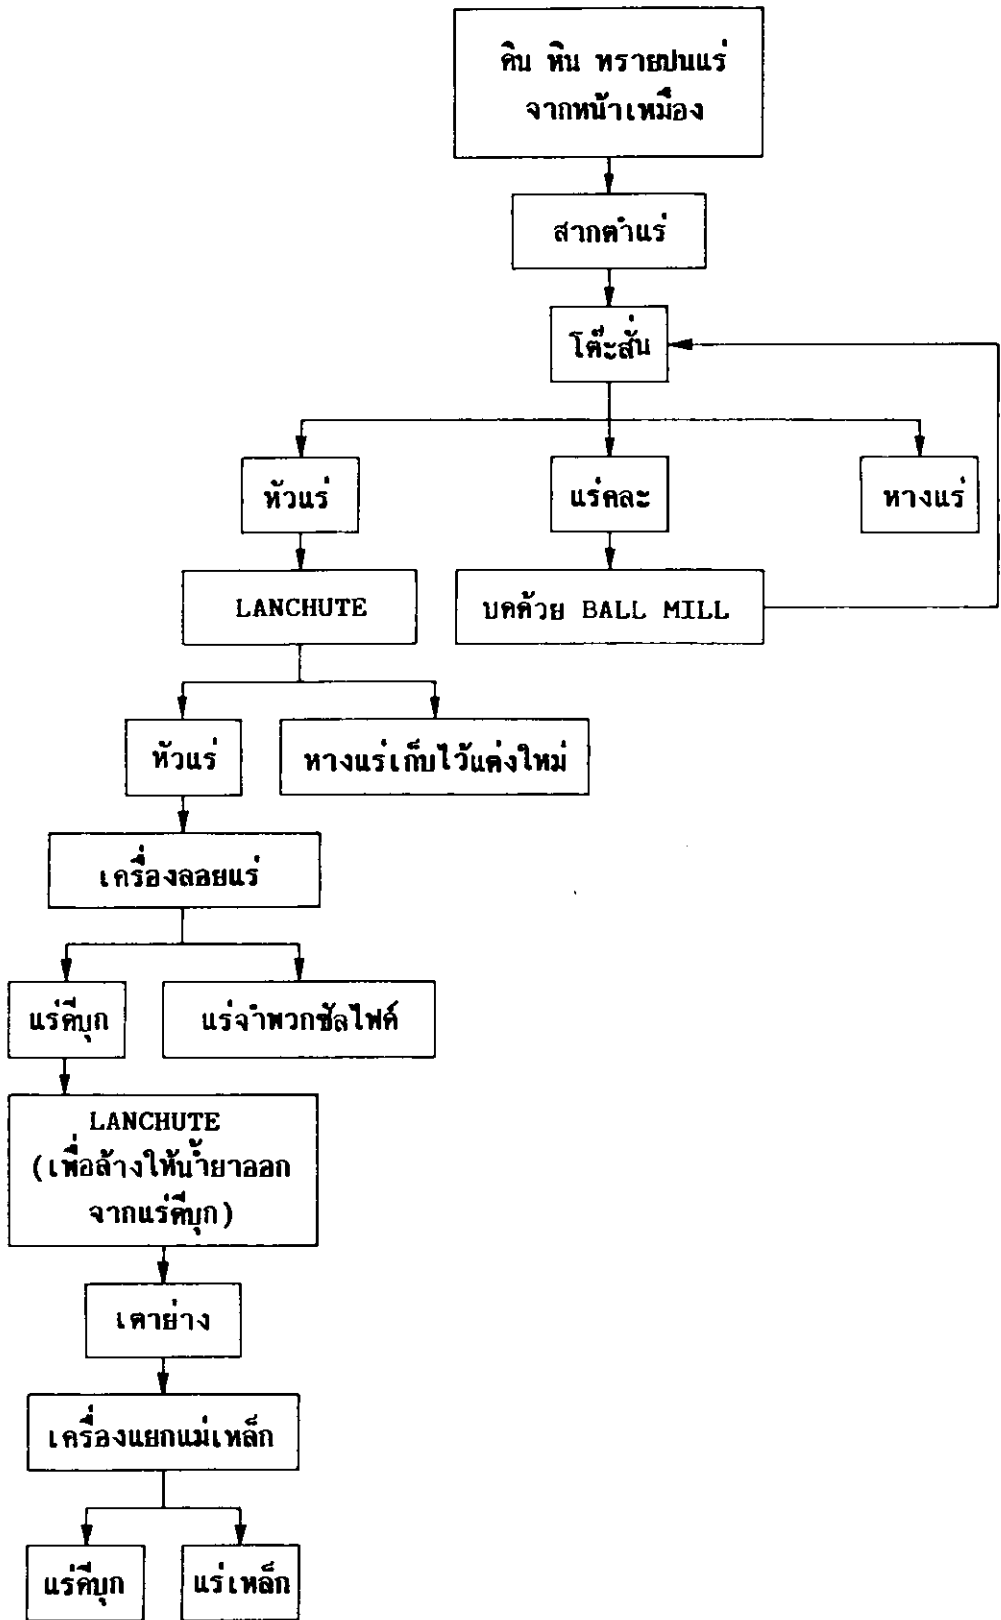 ดิน หิน ทรายปนแร่
จากหน้าเหมือง
สากตำแร่
โต๊ะสั่น
หัวแร่
แร่คละ
หางแร่
LANCHUTE
บดด้วย BALL MILL
หัวแร่
หางแร่เก็บไว้แต่งใหม่
เครื่องลอยแร่
แร่ดีบุก
แร่จำพวกซัลไฟด์
LANCHUTE
(เพื่อล้างให้น้ำยาออก
จากแร่ดีบุก)
เตาย่าง
เครื่องแยกแม่เหล็ก
แร่ดีบุก
แร่เหล็ก